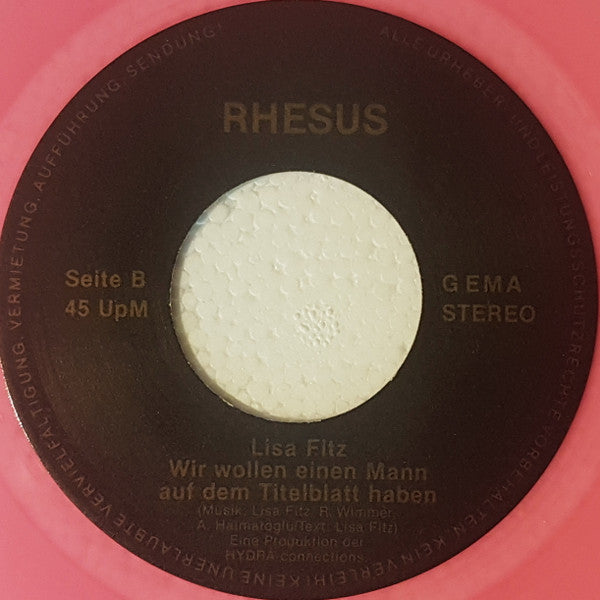 ALLE URHEBER- UND LEISTUNGSSCHUTZRECHTE VORBEHALTEN. KEIN VERLEIH! KEINE UNERLAUBTE VERVIELFÄLTIGUNG, VERMIETUNG, AUFFÜHRUNG, SENDUNG!
RHESUS
Seite B
45 UpM
GEMA
STEREO
Lisa Fitz
Wir wollen einen Mann
auf dem Titelblatt haben
(Musik: Lisa Fitz R. Wimmer,
A. Haimatoglu/Text: Lisa Fitz)
Eine Produktion der
HYDRA-connections